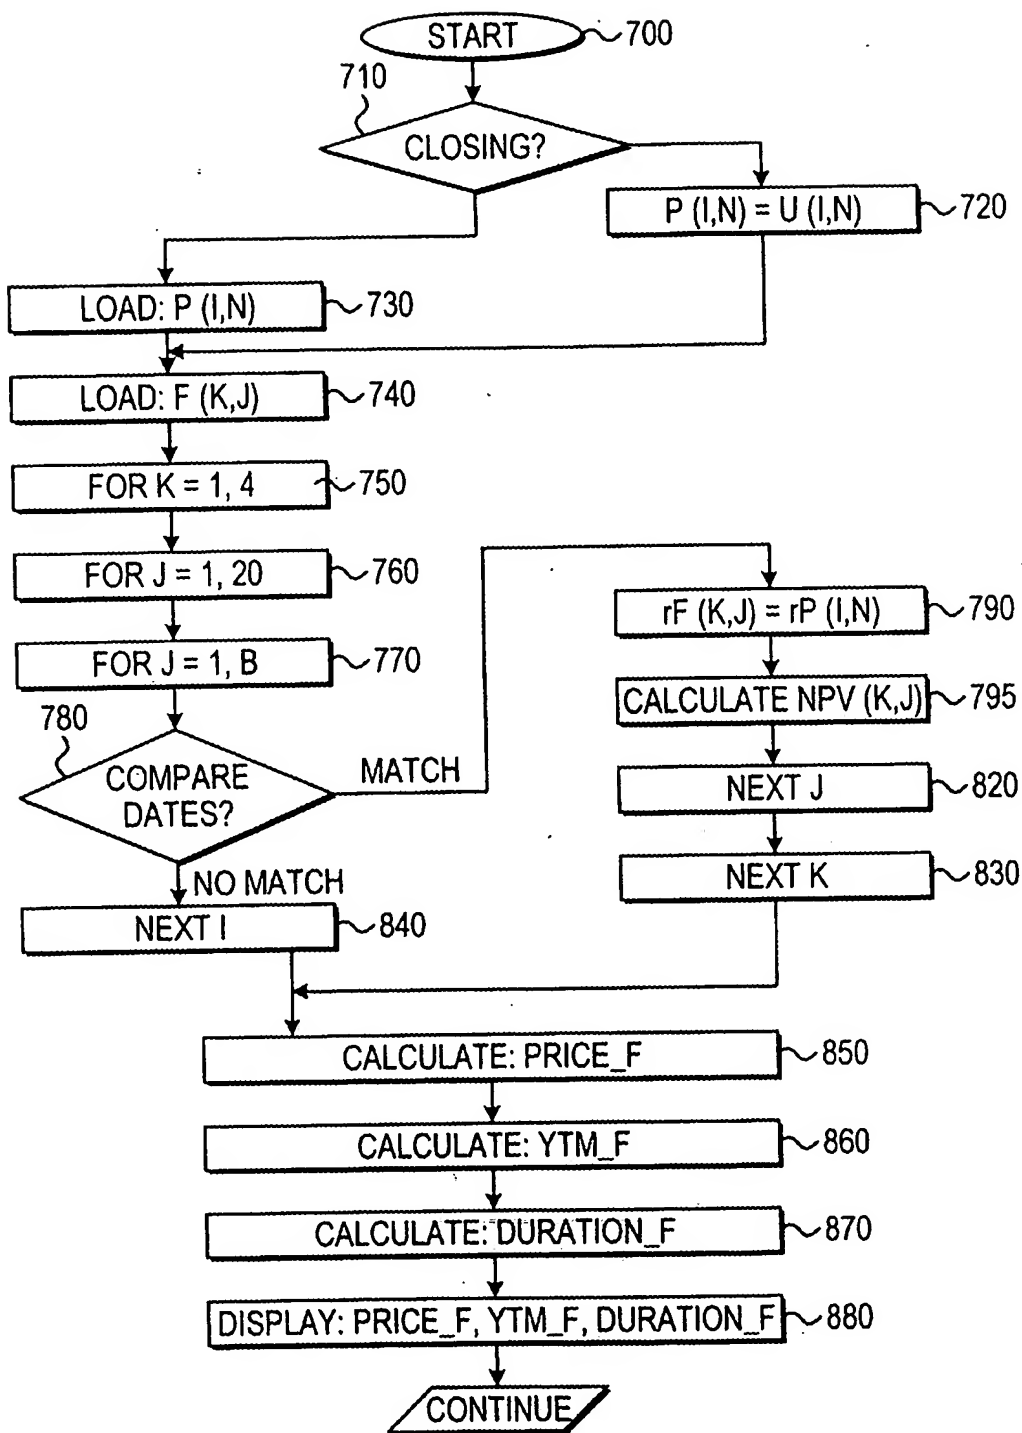 START
700
710
CLOSING?
P (I,N) = U (I,N)
720
LOAD: P (I,N)
730
LOAD: F (K,J)
740
FOR K = 1, 4
750
FOR J = 1, 20
760
FOR J = 1, B
770
780
COMPARE
DATES?
MATCH
NO MATCH
rF (K,J) = rP (I,N)
790
CALCULATE NPV (K,J)
795
NEXT J
820
NEXT K
830
NEXT I
840
CALCULATE: PRICE_F
850
CALCULATE: YTM_F
860
CALCULATE: DURATION_F
870
DISPLAY: PRICE_F, YTM_F, DURATION_F
880
CONTINUE